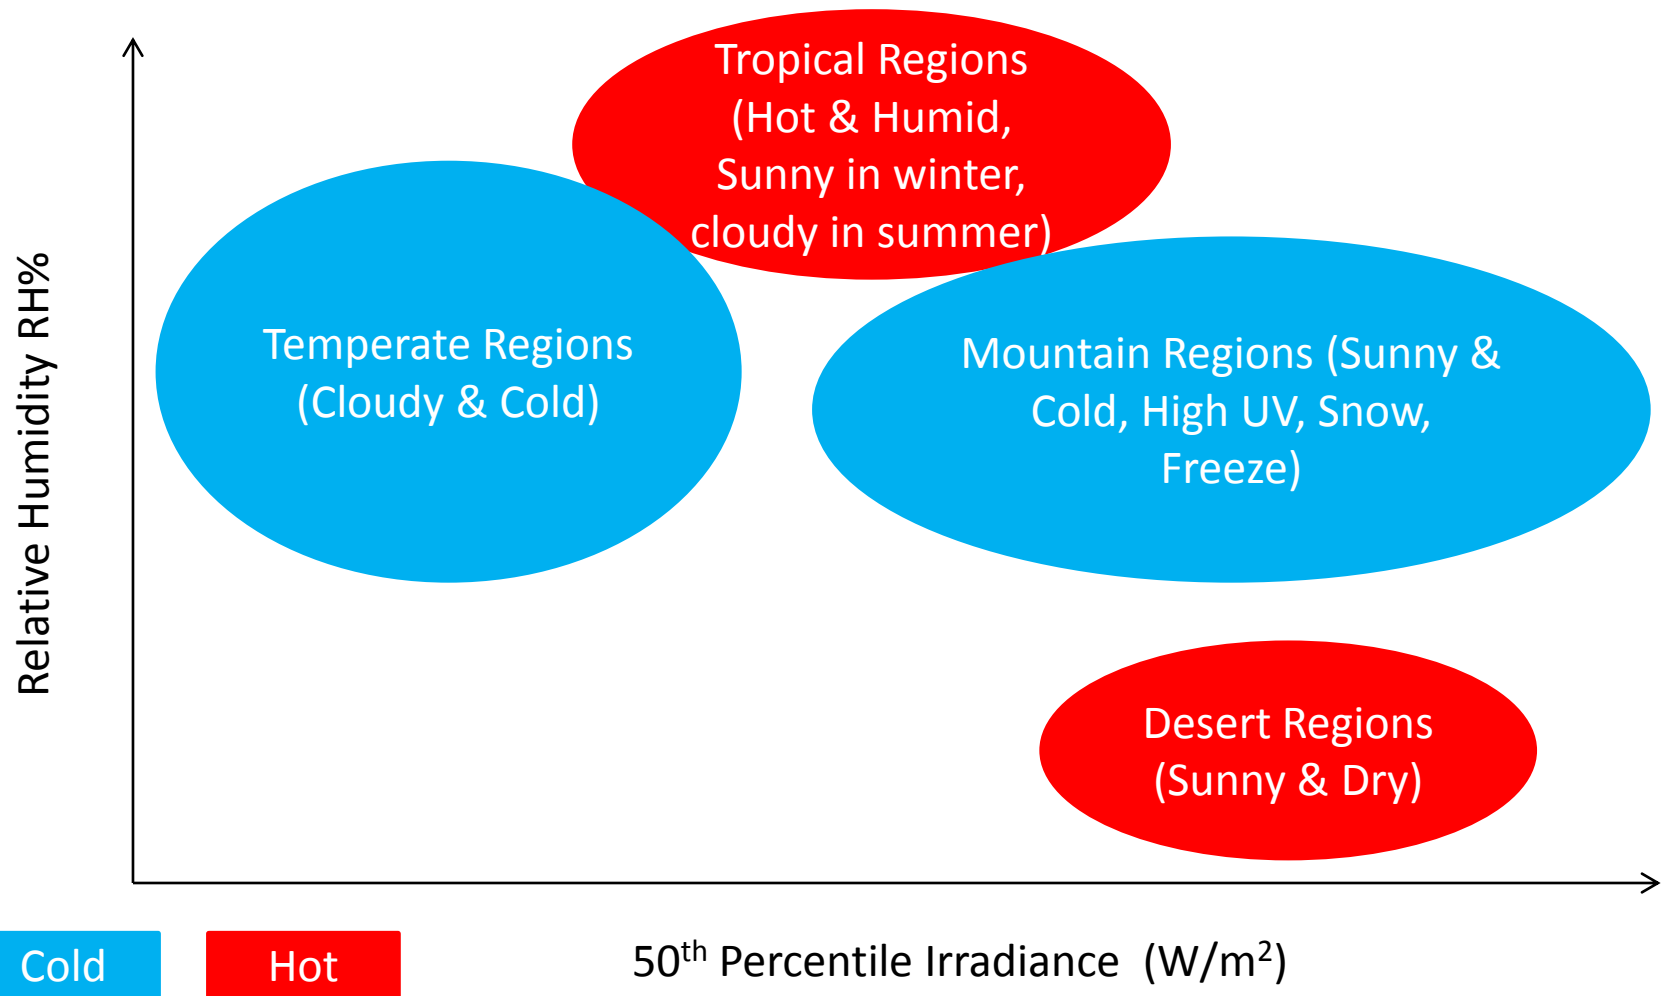 Tropical Regions
(Hot & Humid,
Sunny in winter,
cloudy in summer)
Temperate Regions
(Cloudy & Cold)
Mountain Regions (Sunny &
Cold, High UV, Snow,
Freeze)
Desert Regions
(Sunny & Dry)
Relative Humidity RH%
50th Percentile Irradiance (W/m²)
Cold
Hot